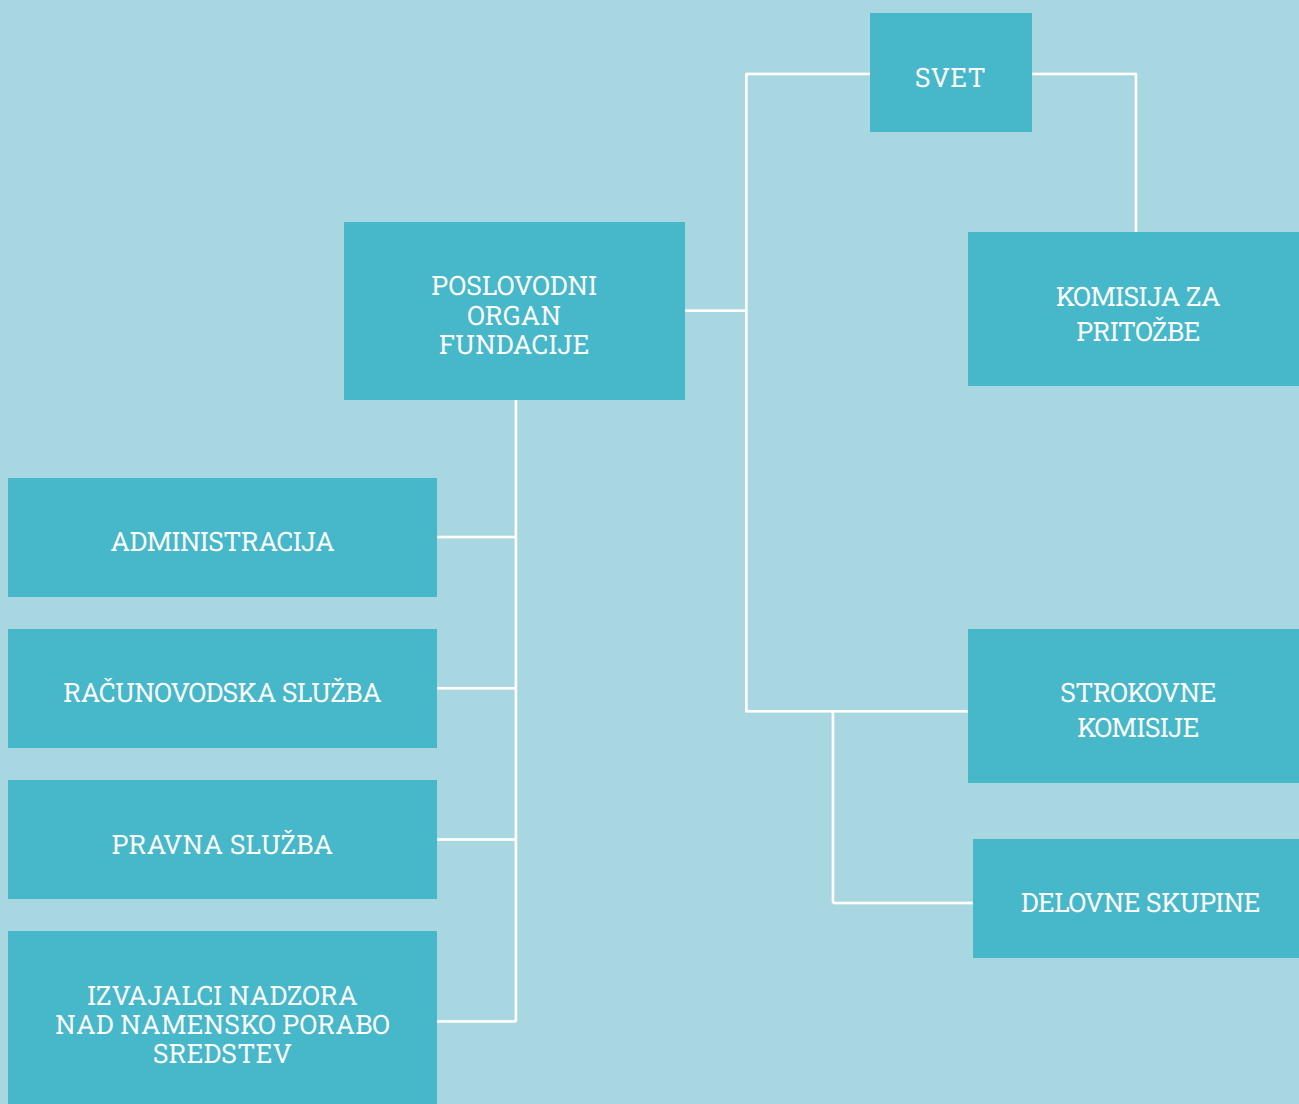 SVET
POSLOVODNI
ORGAN
FUNDACIJE
KOMISIJA ZA
PRITOŽBE
ADMINISTRACIJA
RAČUNOVODSKA SLUŽBA
STROKOVNE
KOMISIJE
PRAVNA SLUŽBA
DELOVNE SKUPINE
IZVAJALCI NADZORA
NAD NAMENSKO PORABO
SREDSTEV